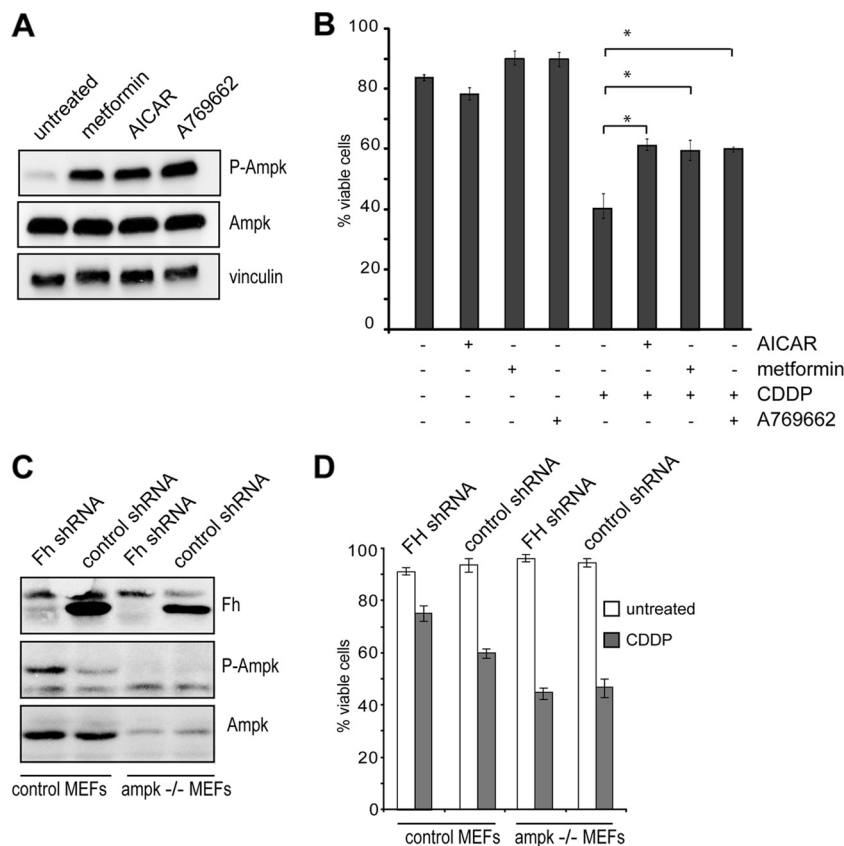 A
untreated
metformin
AICAR
A769662
P-Ampk
Ampk
vinculin
B
% viable cells
100
80
60
40
80
0
*
*
*
- + - - - + - - AICAR
- - + - - - + - metformin
- - - - + + + + CDDP
- - - + - - - + A769662
C
Fh shRNA
control shRNA
Fh shRNA
control shRNA
Fh
P-Ampk
Ampk
control MEFs
ampk -/- MEFs
D
FH shRNA
control shRNA
FH shRNA
control shRNA
% viable cells
100
90
80
60
40
20
0
untreated
CDDP
control MEFs
ampk -/- MEFs